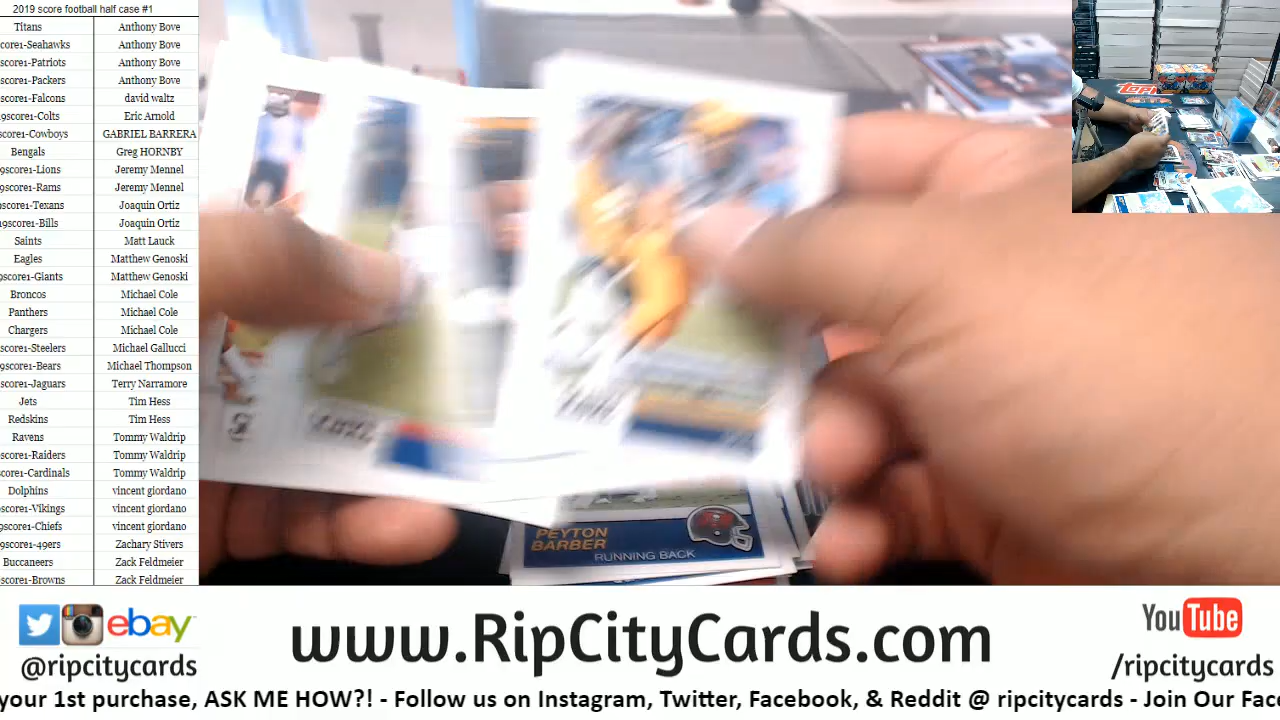 2019 score football half case #1
Titans Anthony Bove
score1-Seahawks Anthony Bove
score1-Patriots Anthony Bove
score1-Packers Anthony Bove
score1-Falcons david waltz
9score1-Colts Eric Arnold
score1-Cowboys GABRIEL BARRERA
Bengals Greg HORNBY
9score1-Lions Jeremy Mennel
9score1-Rams Jeremy Mennel
9score1-Texans Joaquin Ortiz
19score1-Bills Joaquin Ortiz
Saints Matt Lauck
Eagles Matthew Genoski
9score1-Giants Matthew Genoski
Broncos Michael Cole
Panthers Michael Cole
Chargers Michael Cole
score1-Steelers Michael Gallucci
9score1-Bears Michael Thompson
score1-Jaguars Terry Narramore
Jets Tim Hess
Redskins Tim Hess
Ravens Tommy Waldrip
score1-Raiders Tommy Waldrip
score1-Cardinals Tommy Waldrip
Dolphins vincent giordano
score1-Vikings vincent giordano
score1-Chiefs vincent giordano
9score1-49ers Zachary Stivers
Buccaneers Zack Feldmeier
score1-Browns Zack Feldmeier
PEYTON
BARBER
RUNNING BACK
ebay
@ripcitycards
www.RipCityCards.com
YouTube
/ripcitycards
your 1st purchase, ASK ME HOW?! - Follow us on Instagram, Twitter, Facebook, & Reddit @ ripcitycards - Join Our Fac